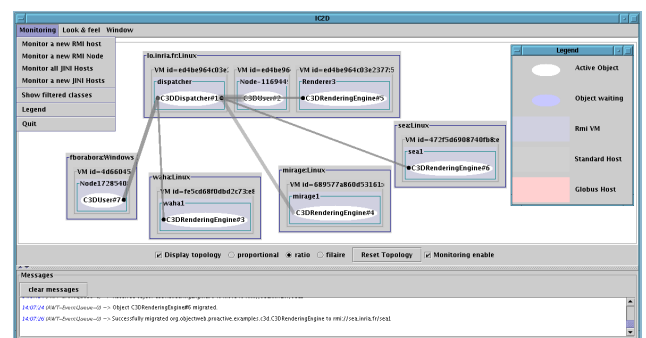 IC2D
Monitoring Look & feel Window
Monitor a new RMI host
Monitor a new RMI Node
Monitor all JINI Hosts
Monitor a new JINI Hosts
Show filtered classes
Legend
Quit
lo.inria.fr:Linux
VM id=ed4be964c03e
dispatcher
C3DDispatcher#1
VM id=ed4be96
Node-116944
C3DUser#2
VM id=ed4be964c03e2377:5
Renderer3
C3DRenderingEngine#5
Legend
Active Object
Object waiting
Rmi VM
Standard Host
Globus Host
sea:Linux
VM id=472f5d6908740fb8:e
sea1
C3DRenderingEngine#6
fborabora:Windows
VM id=4d66045
Node1728540
C3DUser#7
waha:Linux
VM id=fe5cd68f0dbd2c73:e8
waha1
C3DRenderingEngine#3
mirage:Linux
VM id=689577a860d53161:
mirage1
C3DRenderingEngine#4
Display topology proportional ratio filaire Reset Topology Monitoring enable
Messages
clear messages
14:07:24 (AWT-EventQueue-0) -> Object C3DRenderingEngine#6 migrated.
14:07:26 (AWT-EventQueue-0) -> Successfully migrated org.objectweb.proactive.examples.c3d.C3DRenderingEngine to rmi://sea.inria.fr/sea1